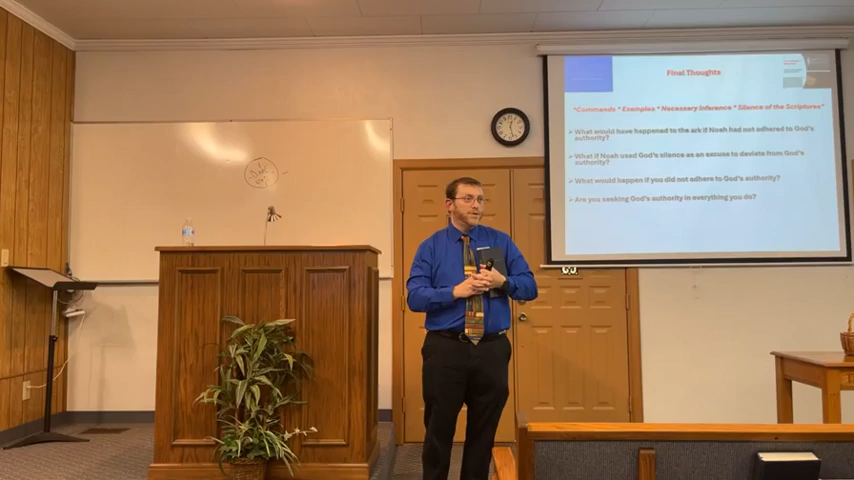 Final Thoughts
"Commands * Examples * Necessary Inference * Silence of the Scriptures"
➢ What would have happened to the ark if Noah had not adhered to God's
authority?
➢ What if Noah used God's silence as an excuse to deviate from God's
authority?
➢ What would happen if you did not adhere to God's authority?
➢ Are you seeking God's authority in everything you do?